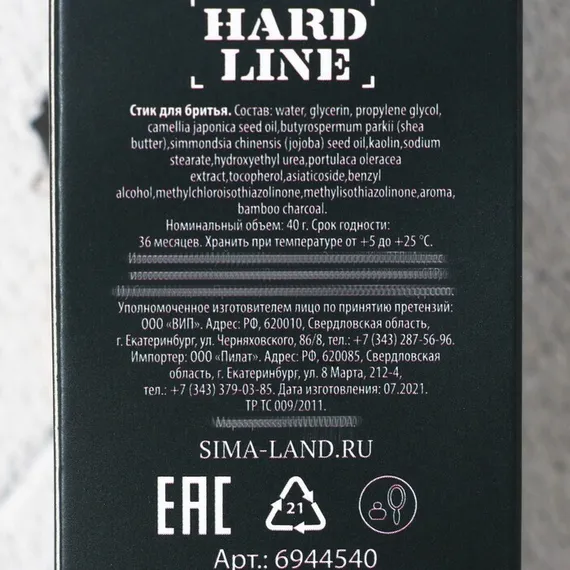 HARD
LINE
Стик для бритья. Состав: water, glycerin, propylene glycol,
camellia japonica seed oil,butyrospermum parkii (shea
butter),simmondsia chinensis (jojoba) seed oil,kaolin,sodium
stearate,hydroxyethyl urea,portulaca oleracea
extract,tocopherol,asiaticoside,benzyl
alcohol,methylchloroisothiazolinone,methylisothiazolinone,aroma,
bamboo charcoal.
Номинальный объем: 40 г. Срок годности:
36 месяцев. Хранить при температуре от +5 до +25 °C.
Уполномоченное изготовителем лицо по принятию претензий:
ООО «ВИП». Адрес: РФ, 620010, Свердловская область,
г. Екатеринбург, ул. Черняховского, 86/8, тел.: +7 (343) 287-56-96.
Импортер: ООО «Пилат». Адрес: РФ, 620085, Свердловская
область, г. Екатеринбург, ул. 8 Марта, 212-4,
тел.: +7 (343) 379-03-85. Дата изготовления: 07.2021.
ТР ТС 009/2011.
SIMA-LAND.RU
EAC
21
Арт.: 6944540